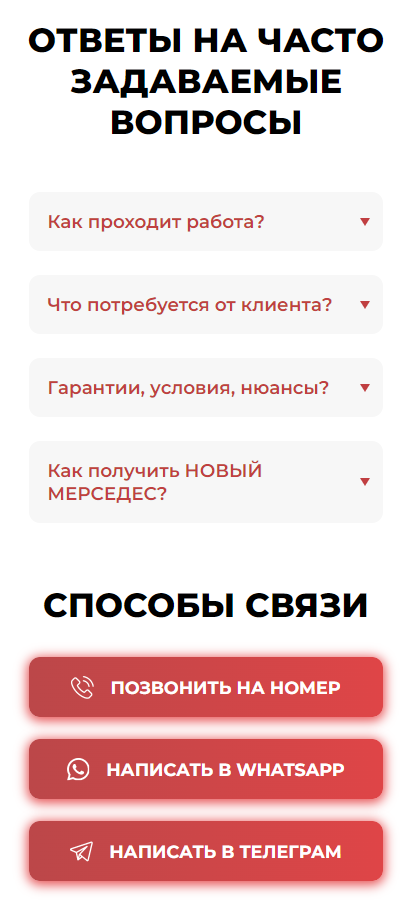 ОТВЕТЫ НА ЧАСТО
ЗАДАВАЕМЫЕ
ВОПРОСЫ
Как проходит работа?
Что потребуется от клиента?
Гарантии, условия, нюансы?
Как получить НОВЫЙ
МЕРСЕДЕС?
СПОСОБЫ СВЯЗИ
ПОЗВОНИТЬ НА НОМЕР
НАПИСАТЬ В WHATSAPP
НАПИСАТЬ В ТЕЛЕГРАМ